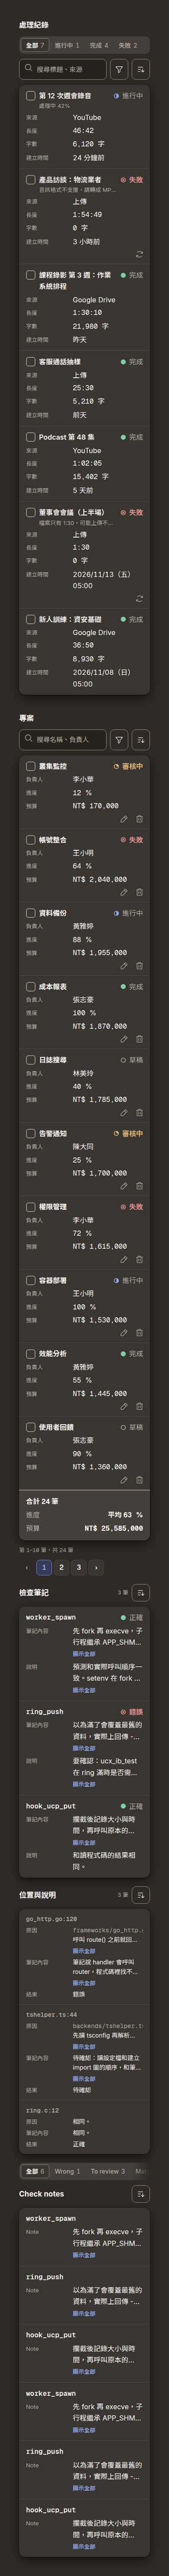 處理紀錄
全部 7 進行中 1 完成 4 失敗 2
搜尋標題、來源
第 12 次週會錄音 進行中
處理中 42%
來源 YouTube
長度 46:42
字數 6,120 字
建立時間 24 分鐘前
產品訪談：物流業者 失敗
音訊格式不支援，請轉成 MP…
來源 上傳
長度 1:54:49
字數 0 字
建立時間 3 小時前
課程錄影 第 3 週：作業 完成
系統排程
來源 Google Drive
長度 1:30:10
字數 21,980 字
建立時間 昨天
客服通話抽樣 完成
來源 上傳
長度 25:30
字數 5,210 字
建立時間 前天
Podcast 第 48 集 完成
來源 YouTube
長度 1:02:05
字數 15,402 字
建立時間 5 天前
董事會會議（上半場） 失敗
檔案只有 1:30，可能上傳不…
來源 上傳
長度 1:30
字數 0 字
建立時間 2026/11/13（五）
05:00
新人訓練：資安基礎 完成
來源 Google Drive
長度 36:50
字數 8,930 字
建立時間 2026/11/08（日）
05:00
專案
搜尋名稱、負責人
叢集監控 審核中
負責人 李小華
進度 12 %
預算 NT$ 170,000
帳號整合 失敗
負責人 王小明
進度 64 %
預算 NT$ 2,040,000
資料備份 進行中
負責人 黃雅婷
進度 88 %
預算 NT$ 1,955,000
成本報表 完成
負責人 張志豪
進度 100 %
預算 NT$ 1,870,000
日誌搜尋 草稿
負責人 林美玲
進度 40 %
預算 NT$ 1,785,000
告警通知 審核中
負責人 陳大同
進度 25 %
預算 NT$ 1,700,000
權限管理 失敗
負責人 李小華
進度 72 %
預算 NT$ 1,615,000
容器部署 進行中
負責人 王小明
進度 100 %
預算 NT$ 1,530,000
效能分析 完成
負責人 黃雅婷
進度 55 %
預算 NT$ 1,445,000
使用者回饋 草稿
負責人 張志豪
進度 90 %
預算 NT$ 1,360,000
合計 24 筆
進度 平均 63 %
預算 NT$ 25,585,000
第 1–10 筆，共 24 筆
‹ 1 2 3 ›
檢查筆記 3 筆
worker_spawn 正確
筆記內容 先 fork 再 execve，子
行程繼承 APP_SHM…
顯示全部
說明 預測和實際呼叫順序一
致。setenv 在 fork …
顯示全部
ring_push 錯誤
筆記內容 以為滿了會覆蓋最舊的
資料，實際上回傳 -…
顯示全部
說明 要確認：ucx_ib_test
在 ring 滿時是否需…
顯示全部
hook_ucp_put 正確
筆記內容 攔截後記錄大小與時
間，再呼叫原本的…
顯示全部
說明 和讀程式碼的結果相
同。
位置與說明 3 筆
go_http.go:120
原因 frameworks/go_http.g
呼叫 route() 之前就回…
顯示全部
筆記內容 筆記說 handler 會呼叫
router，程式碼裡找不…
顯示全部
結果 錯誤
tshelper.ts:44
原因 backends/tshelper.ts
先讀 tsconfig 再解析…
顯示全部
筆記內容 待確認：讀設定檔和建立
import 圖的順序，和筆…
顯示全部
結果 待確認
ring.c:12
原因 相同。
筆記內容 相同。
結果 正確
全部 6 Wrong 1 To review 3
Check notes
worker_spawn
Note 先 fork 再 execve，子
行程繼承 APP_SHM…
顯示全部
ring_push
Note 以為滿了會覆蓋最舊的
資料，實際上回傳 -…
顯示全部
hook_ucp_put
Note 攔截後記錄大小與時
間，再呼叫原本的…
顯示全部
worker_spawn
Note 先 fork 再 execve，子
行程繼承 APP_SHM…
顯示全部
ring_push
Note 以為滿了會覆蓋最舊的
資料，實際上回傳 -…
顯示全部
hook_ucp_put
Note 攔截後記錄大小與時
間，再呼叫原本的…
顯示全部